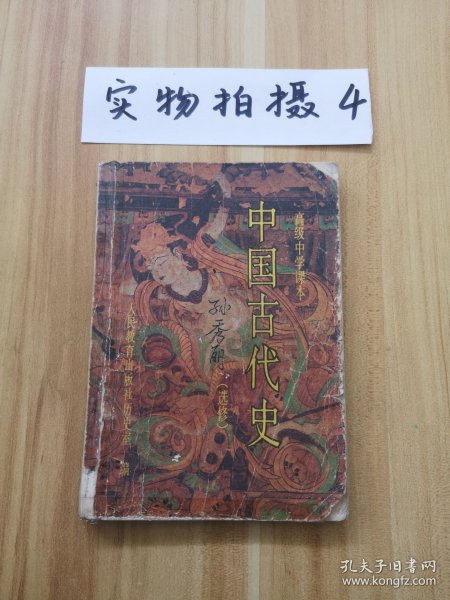 实物拍摄4
高级中学课本
中国古代史
(选修)
孙秀丽
人民教育出版社历史室 编
孔夫子旧书网
www.kongfz.com